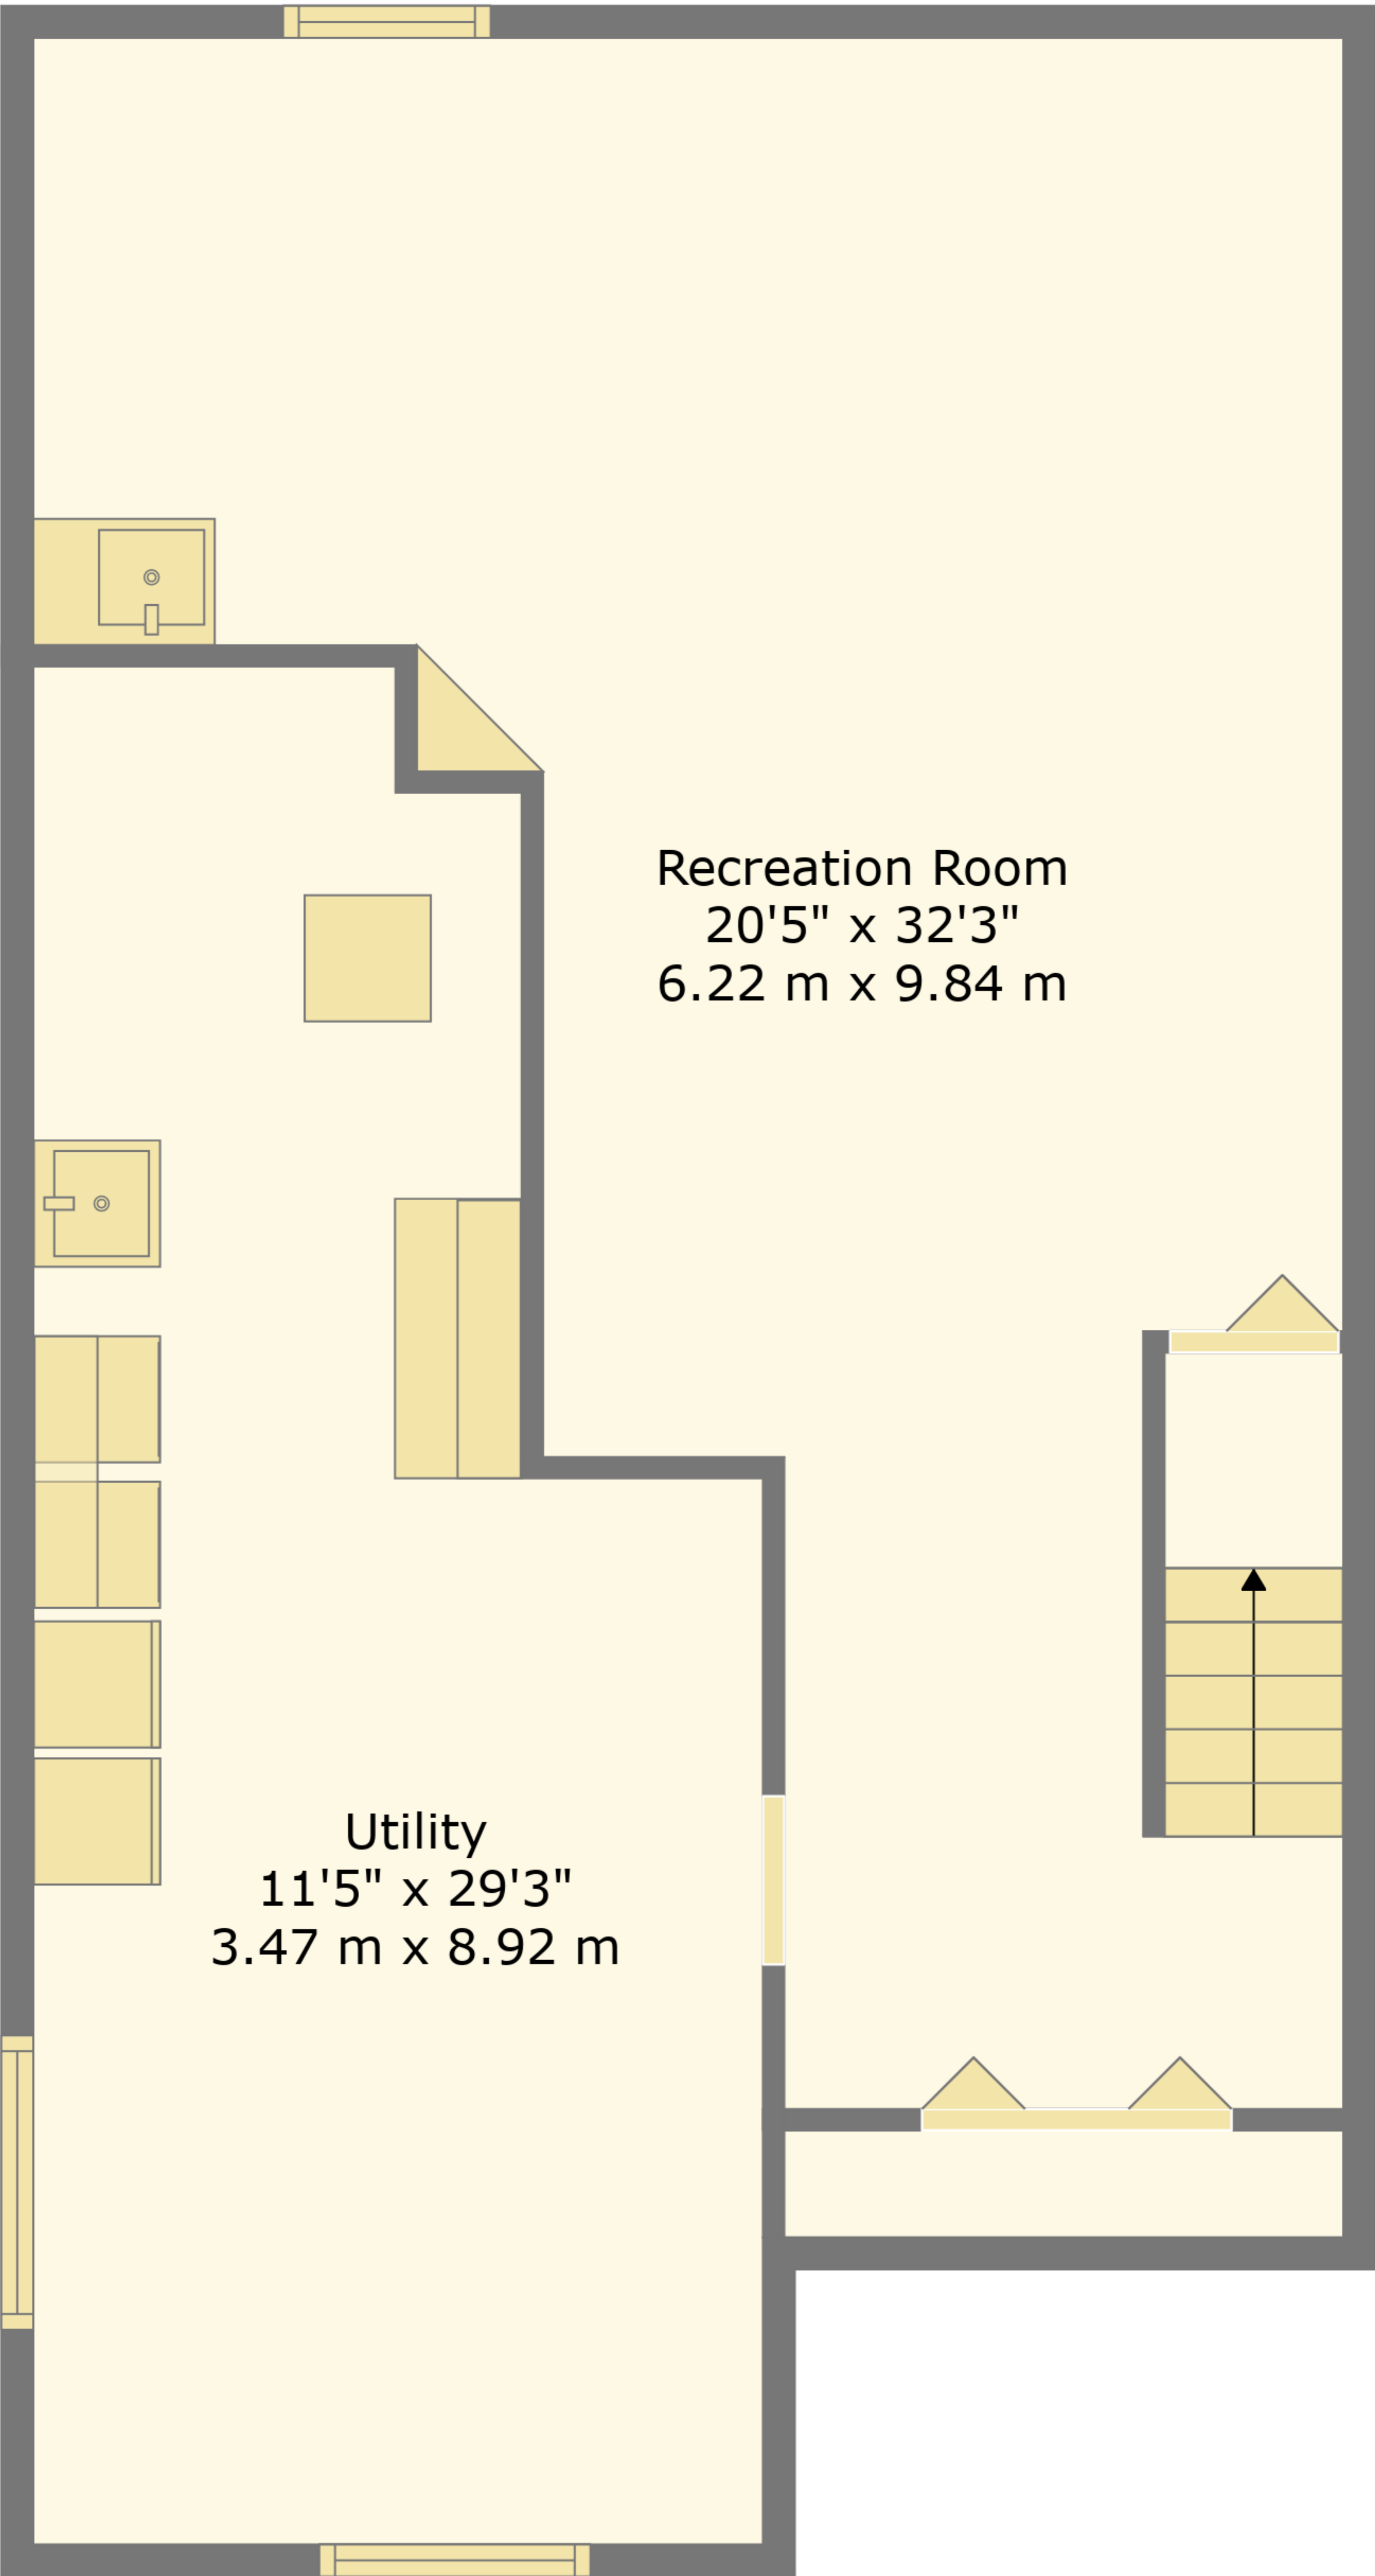 Recreation Room
20'5" x 32'3"
6.22 m x 9.84 m
Utility
11'5" x 29'3"
3.47 m x 8.92 m